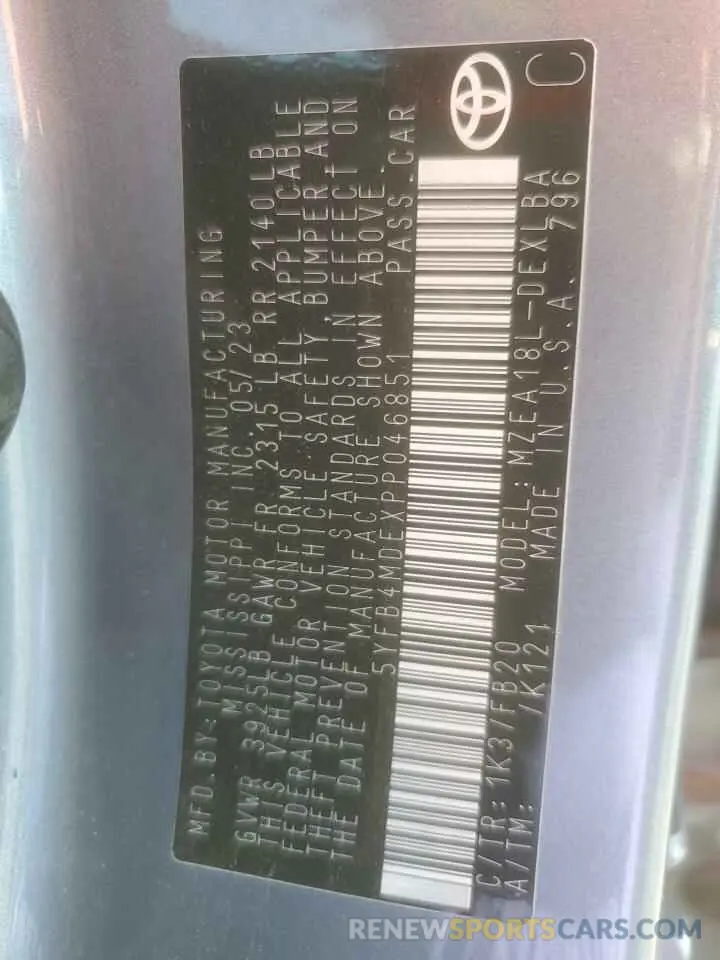 MFD.BY:TOYOTA MOTOR MANUFACTURING
MISSISSIPPI INC. 05/23
GVWR 3925LB GAWR FR 2315 LB RR 2140LB
THIS VEHICLE CONFORMS TO ALL APPLICABLE
FEDERAL MOTOR VEHICLE SAFETY, BUMPER, AND
THEFT PREVENTION STANDARDS IN EFFECT ON
THE DATE OF MANUFACTURE SHOWN ABOVE.
5YFB4MDEXPP046851 PASS.CAR
C/TR:1K3/FB20 MODEL:MZEA18L-DEXLBA
A/TM: /K121 MADE IN U.S.A. 796
C
RENEWSPORTSCARS.COM